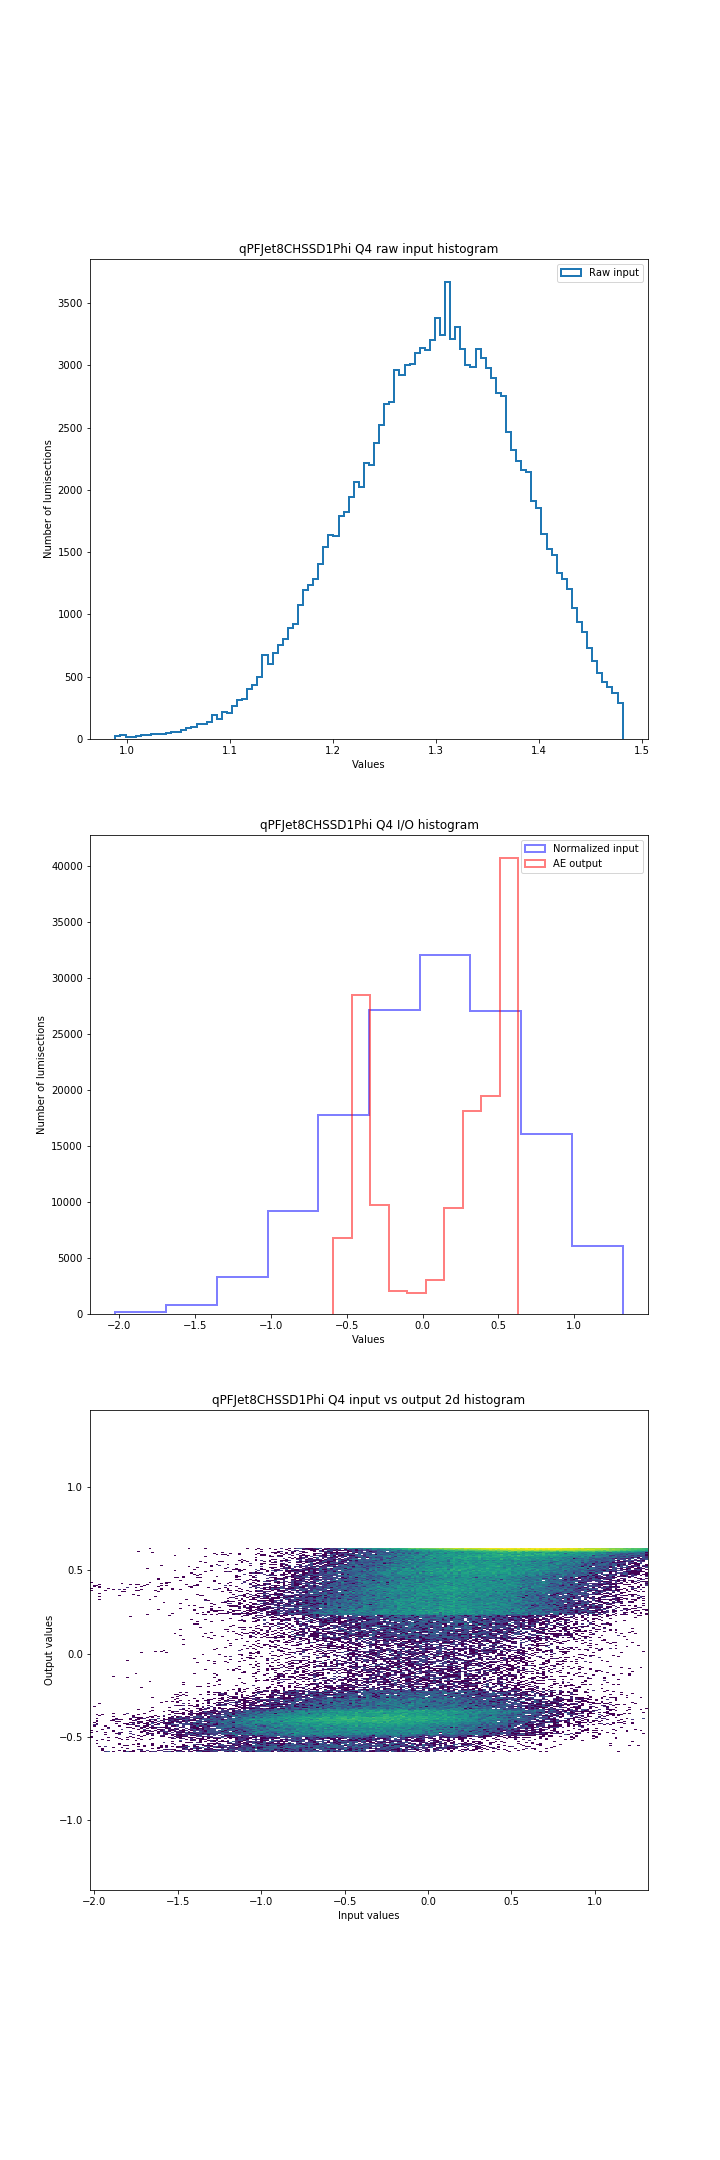 qPFJet8CHSSD1Phi Q4 raw input histogram
Raw input
3500
3000
2500
2000
1500
1000
500
0
Number of lumisections
1.0 1.1 1.2 1.3 1.4 1.5
Values
qPFJet8CHSSD1Phi Q4 I/O histogram
Normalized input
AE output
40000
35000
30000
25000
20000
15000
10000
5000
0
Number of lumisections
−2.0 −1.5 −1.0 −0.5 0.0 0.5 1.0
Values
qPFJet8CHSSD1Phi Q4 input vs output 2d histogram
1.0
0.5
0.0
−0.5
−1.0
Output values
−2.0 −1.5 −1.0 −0.5 0.0 0.5 1.0
Input values